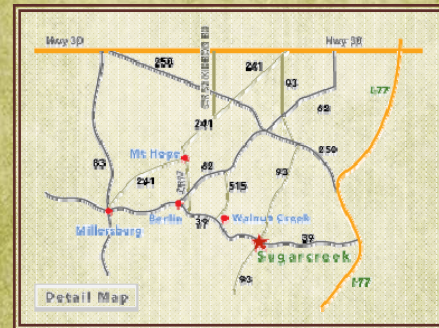 Hwy 30
Hwy 30
250
241
93
I-77
62
241
Mt Hope
62
250
83
241
515
93
Berlin
Walnut Creek
Millersburg
39
39
Sugarcreek
93
I-77
Detail Map